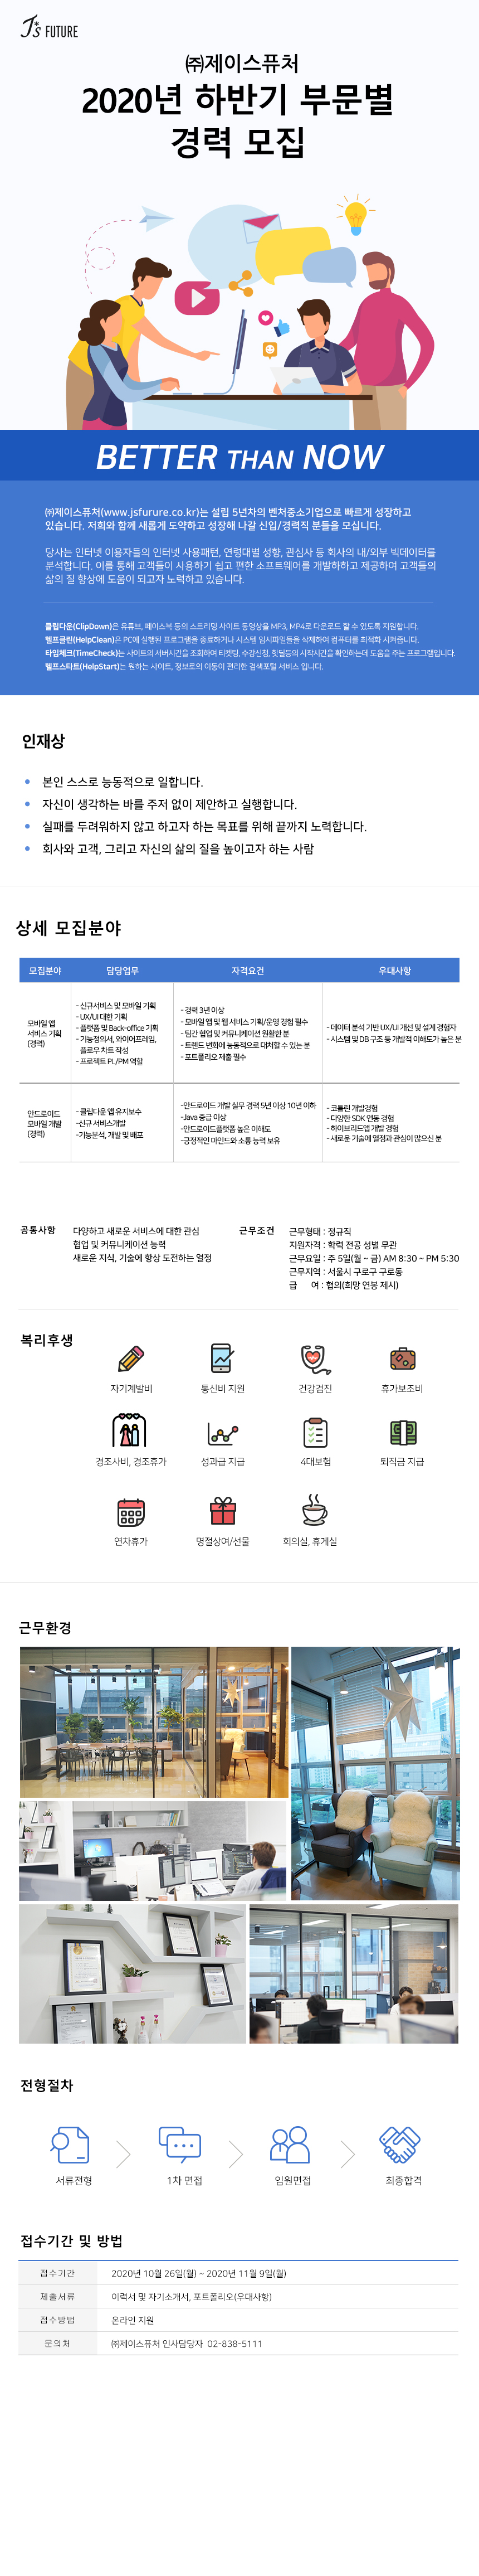 J's FUTURE
㈜제이스퓨처
2020년 하반기 부문별
경력 모집
BETTER THAN NOW
㈜제이스퓨처(www.jsfurure.co.kr)는 설립 5년차의 벤처중소기업으로 빠르게 성장하고
있습니다. 저희와 함께 새롭게 도약하고 성장해 나갈 신입/경력직 분들을 모십니다.
당사는 인터넷 이용자들의 인터넷 사용패턴, 연령대별 성향, 관심사 등 회사의 내/외부 빅데이터를
분석합니다. 이를 통해 고객들이 사용하기 쉽고 편한 소프트웨어를 개발하하고 제공하여 고객들의
삶의 질 향상에 도움이 되고자 노력하고 있습니다.
클립다운(ClipDown)은 유튜브, 페이스북 등의 스트리밍 사이트 동영상을 MP3, MP4로 다운로드 할 수 있도록 지원합니다.
헬프클린(HelpClean)은 PC에 실행된 프로그램을 종료하거나 시스템 임시파일들을 삭제하여 컴퓨터를 최적화 시켜줍니다.
타임체크(TimeCheck)는 사이트의 서버시간을 조회하여 티켓팅, 수강신청, 핫딜등의 시작시간을 확인하는데 도움을 주는 프로그램입니다.
헬프스타트(HelpStart)는 원하는 사이트, 정보로의 이동이 편리한 검색포털 서비스 입니다.
인재상
본인 스스로 능동적으로 일합니다.
자신이 생각하는 바를 주저 없이 제안하고 실행합니다.
실패를 두려워하지 않고 하고자 하는 목표를 위해 끝까지 노력합니다.
회사와 고객, 그리고 자신의 삶의 질을 높이고자 하는 사람
상세 모집분야
모집분야 담당업무 자격요건 우대사항
모바일 앱
서비스 기획
(경력)
- 신규서비스 및 모바일 기획
- UX/UI 대한 기획
- 플랫폼 및 Back-office 기획
- 기능정의서, 와이어프레임,
플로우 차트 작성
- 프로젝트 PL/PM 역할
- 경력 3년 이상
- 모바일 앱 및 웹 서비스 기획/운영 경험 필수
- 팀간 협업 및 커뮤니케이션 원활한 분
- 트렌드 변화에 능동적으로 대처할 수 있는 분
- 포트폴리오 제출 필수
- 데이터 분석 기반 UX/UI 개선 및 설계 경험자
- 시스템 및 DB 구조 등 개발적 이해도가 높은 분
안드로이드
모바일 개발
(경력)
- 클립다운 앱 유지보수
-신규 서비스개발
-기능분석, 개발 및 배포
-안드로이드 개발 실무 경력 5년 이상 10년 이하
-Java 중급 이상
-안드로이드플랫폼 높은 이해도
-긍정적인 마인드와 소통 능력 보유
- 코틀린 개발경험
- 다양한 SDK 연동 경험
- 하이브리드앱 개발 경험
- 새로운 기술에 열정과 관심이 많으신 분
공통사항
다양하고 새로운 서비스에 대한 관심
협업 및 커뮤니케이션 능력
새로운 지식, 기술에 항상 도전하는 열정
근무조건
근무형태 : 정규직
지원자격 : 학력 전공 성별 무관
근무요일 : 주 5일(월 ~ 금) AM 8:30 ~ PM 5:30
근무지역 : 서울시 구로구 구로동
급 여 : 협의(희망 연봉 제시)
복리후생
자기계발비 통신비 지원 건강검진 휴가보조비
경조사비, 경조휴가 성과급 지급 4대보험 퇴직금 지급
연차휴가 명절상여/선물 회의실, 휴게실
근무환경
전형절차
서류전형 1차 면접 임원면접 최종합격
접수기간 및 방법
접수기간 2020년 10월 26일(월) ~ 2020년 11월 9일(월)
제출서류 이력서 및 자기소개서, 포트폴리오(우대사항)
접수방법 온라인 지원
문의처 ㈜제이스퓨처 인사담당자 02-838-5111